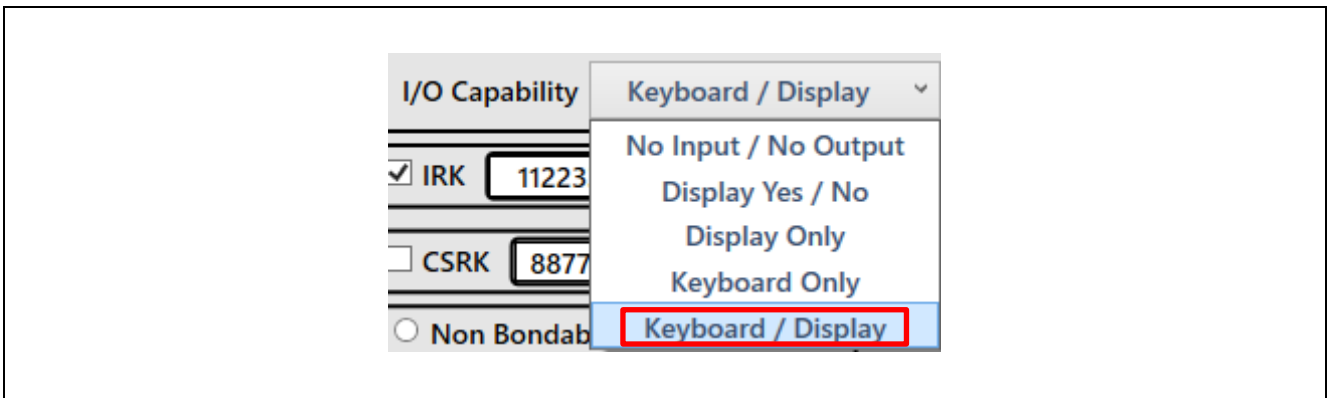 I/O Capability Keyboard / Display
No Input / No Output
IRK 11223
Display Yes / No
Display Only
CSRK 8877
Keyboard Only
Non Keyboard / Display